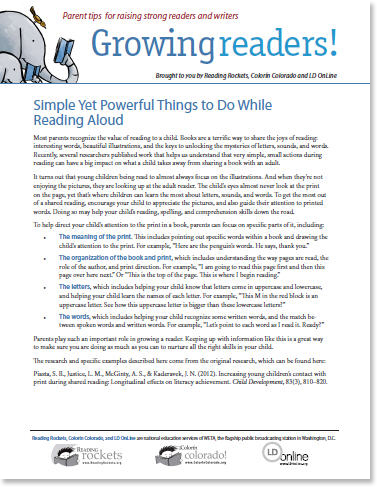 Parent tips for raising strong readers and writers
Growing readers!
Brought to you by Reading Rockets, Colorín Colorado and LD OnLine
Simple Yet Powerful Things to Do While
Reading Aloud
Most parents recognize the value of reading to a child. Books are a terrific way to share the joys of reading:
interesting words, beautiful illustrations, and the keys to unlocking the mysteries of letters, sounds, and words.
Recently, several researchers published work that helps us understand that very simple, small actions during
reading can have a big impact on what a child takes away from sharing a book with an adult.
It turns out that young children being read to almost always focus on the illustrations. And when they're not
enjoying the pictures, they are looking up at the adult reader. The child's eyes almost never look at the print
on the page, yet that's where children can learn the most about letters, sounds, and words. To get the most out
of a shared reading, encourage your child to appreciate the pictures, and also guide their attention to printed
words. Doing so may help your child's reading, spelling, and comprehension skills down the road.
To help direct your child's attention to the print in a book, parents can focus on specific parts of it, including:
• The meaning of the print. This includes pointing out specific words within a book and drawing the
child's attention to the print. For example, "Here are the penguin's words. He says, thank you."
• The organization of the book and print, which includes understanding the way pages are read, the
role of the author, and print direction. For example, "I am going to read this page first and then this
page over here next." Or "This is the top of the page. This is where I begin reading."
• The letters, which includes helping your child know that letters come in uppercase and lowercase,
and helping your child learn the names of each letter. For example, "This M in the red block is an
uppercase letter. See how this uppercase letter is bigger than those lowercase letters?"
• The words, which includes helping your child recognize some written words, and the match be-
tween spoken words and written words. For example, "Let's point to each word as I read it. Ready?"
Parents play such an important role in growing a reader. Keeping up with information like this is a great way
to make sure you are doing as much as you can to nurture all the right skills in your child.
The research and specific examples described here come from the original research, which can be found here:
Piasta, S. B., Justice, L. M., McGinty, A. S., & Kaderavek, J. N. (2012). Increasing young children's contact with
print during shared reading: Longitudinal effects on literacy achievement. Child Development, 83(3), 810–820.
Reading Rockets, Colorín Colorado, and LD OnLine are national education services of WETA, the flagship public broadcasting station in Washington, D.C.
READING rockets
www.ReadingRockets.org
¡Colorín colorado!
www.ColorinColorado.org
LD online